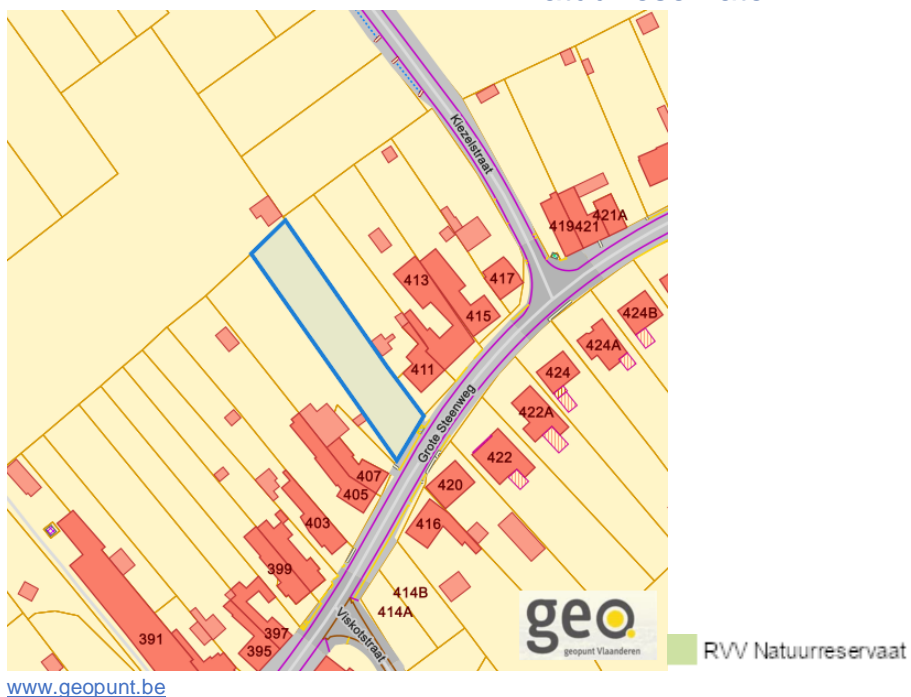 Kiezelstraat
421A
419 421
417
413
415
424B
424A
411
424
Grote Steenweg
422A
422
407
405
420
403
416
399
414B
414A
397
395
391
Viskotstraat
geo.
geopunt Vlaanderen
RVV Natuurreservaat
www.geopunt.be